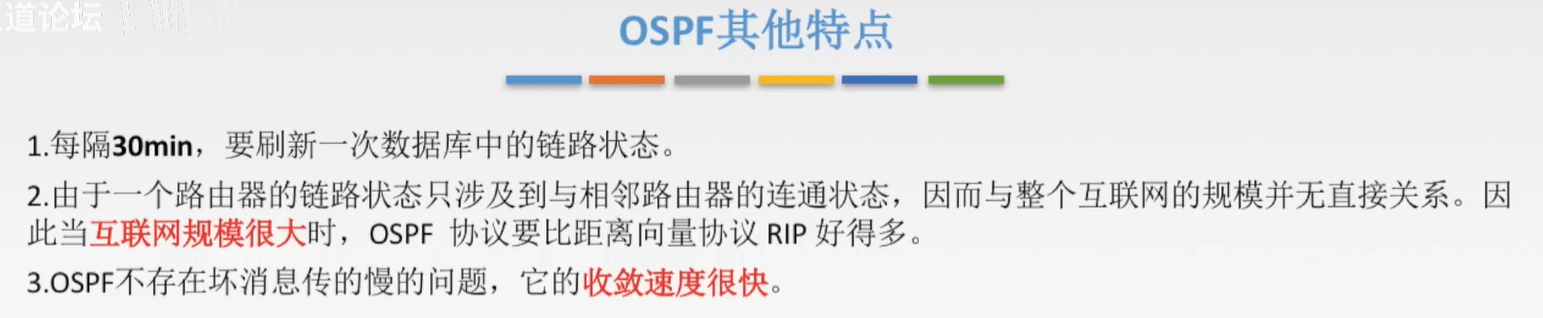 道论坛
OSPF其他特点
1.每隔30min，要刷新一次数据库中的链路状态。
2.由于一个路由器的链路状态只涉及到与相邻路由器的连通状态，因而与整个互联网的规模并无直接关系。因
此当互联网规模很大时，OSPF 协议要比距离向量协议 RIP 好得多。
3.OSPF不存在坏消息传的慢的问题，它的收敛速度很快。